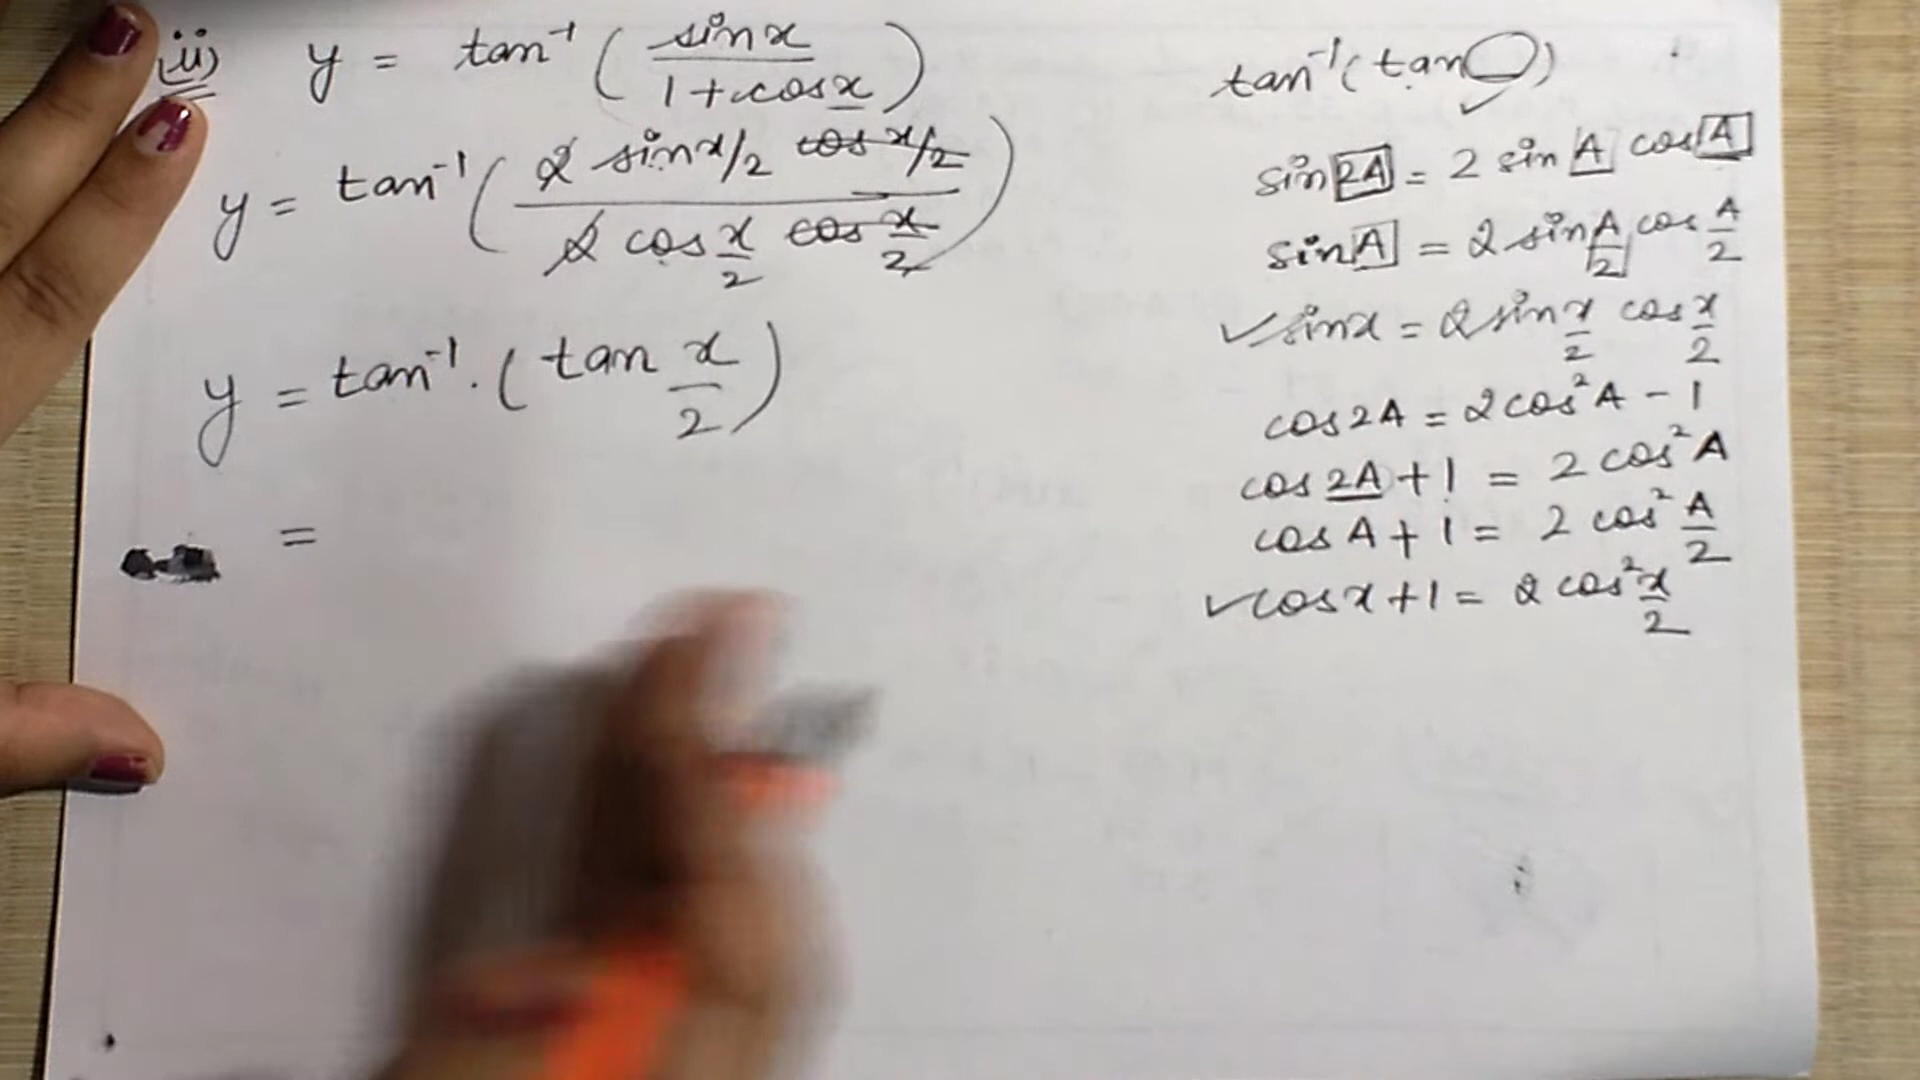 (ii) y = tan⁻¹ ( sinx / 1+cosx )
y = tan⁻¹ ( 2 sin x/2 cos x/2 / 2 cos x/2 cos x/2 )
y = tan⁻¹ . ( tan x/2 )
=
tan⁻¹ ( tan )
✓
sin 2A = 2 sin A cos A
sin A = 2 sin A/2 cos A/2
✓ sinx = 2 sin x/2 cos x/2
cos 2A = 2 cos² A - 1
cos 2A + 1 = 2 cos² A
cos A + 1 = 2 cos² A/2
✓ cos x + 1 = 2 cos² x/2